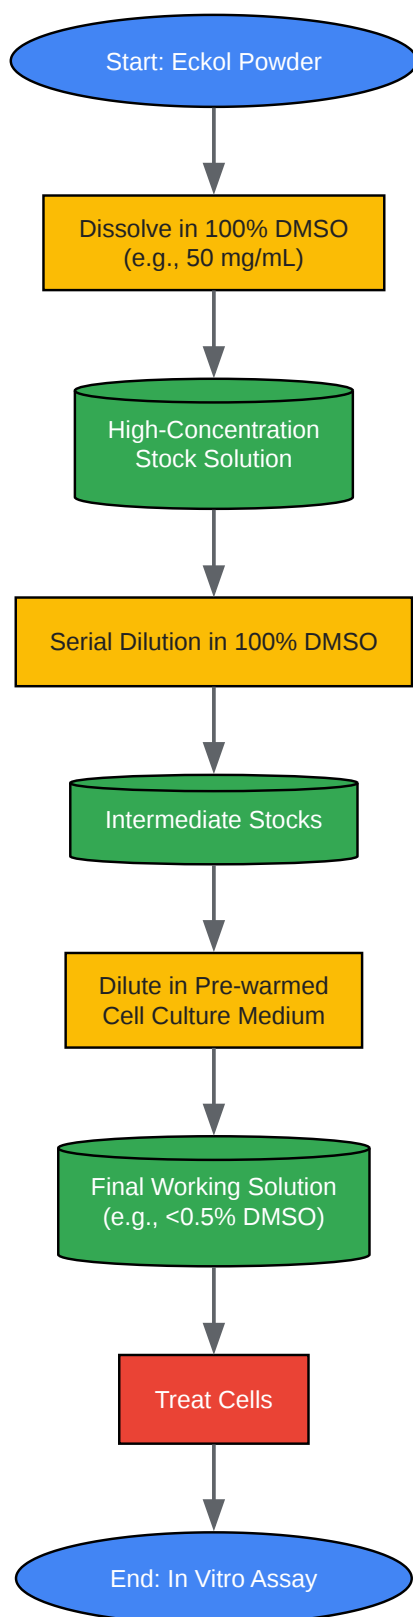 Start: Eckol Powder
Dissolve in 100% DMSO
(e.g., 50 mg/mL)
High-Concentration
Stock Solution
Serial Dilution in 100% DMSO
Intermediate Stocks
Dilute in Pre-warmed
Cell Culture Medium
Final Working Solution
(e.g., <0.5% DMSO)
Treat Cells
End: In Vitro Assay